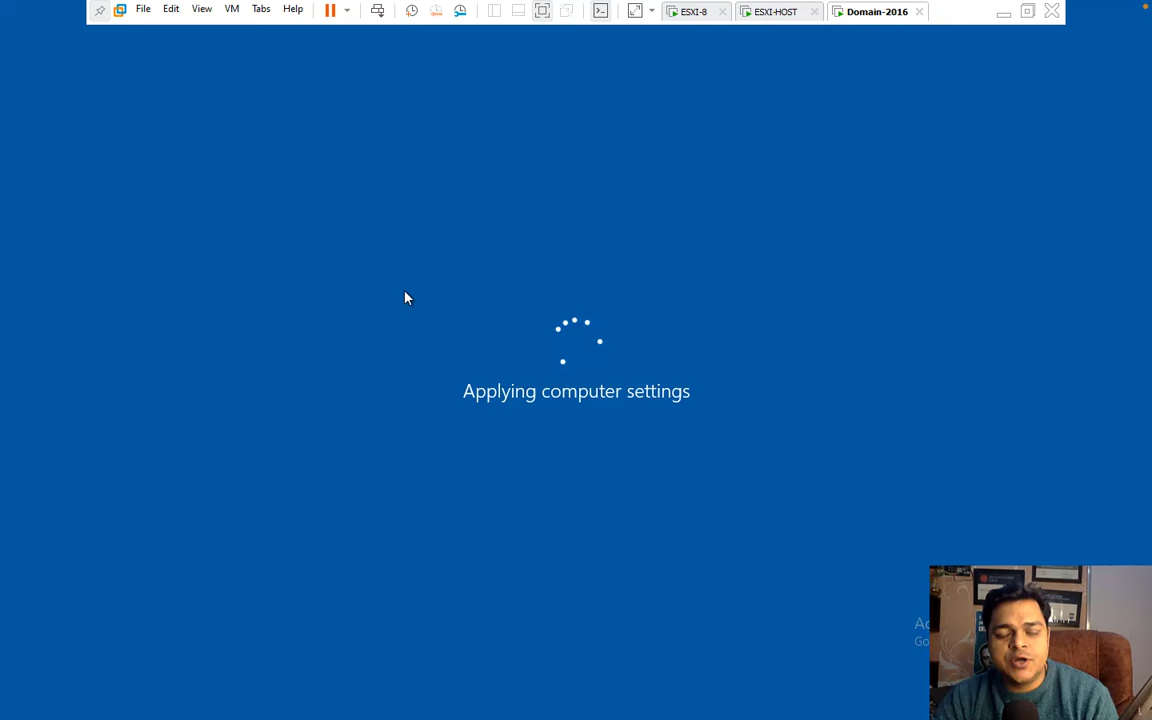 File Edit View VM Tabs Help ESXI-8 ESXI-HOST Domain-2016
Applying computer settings